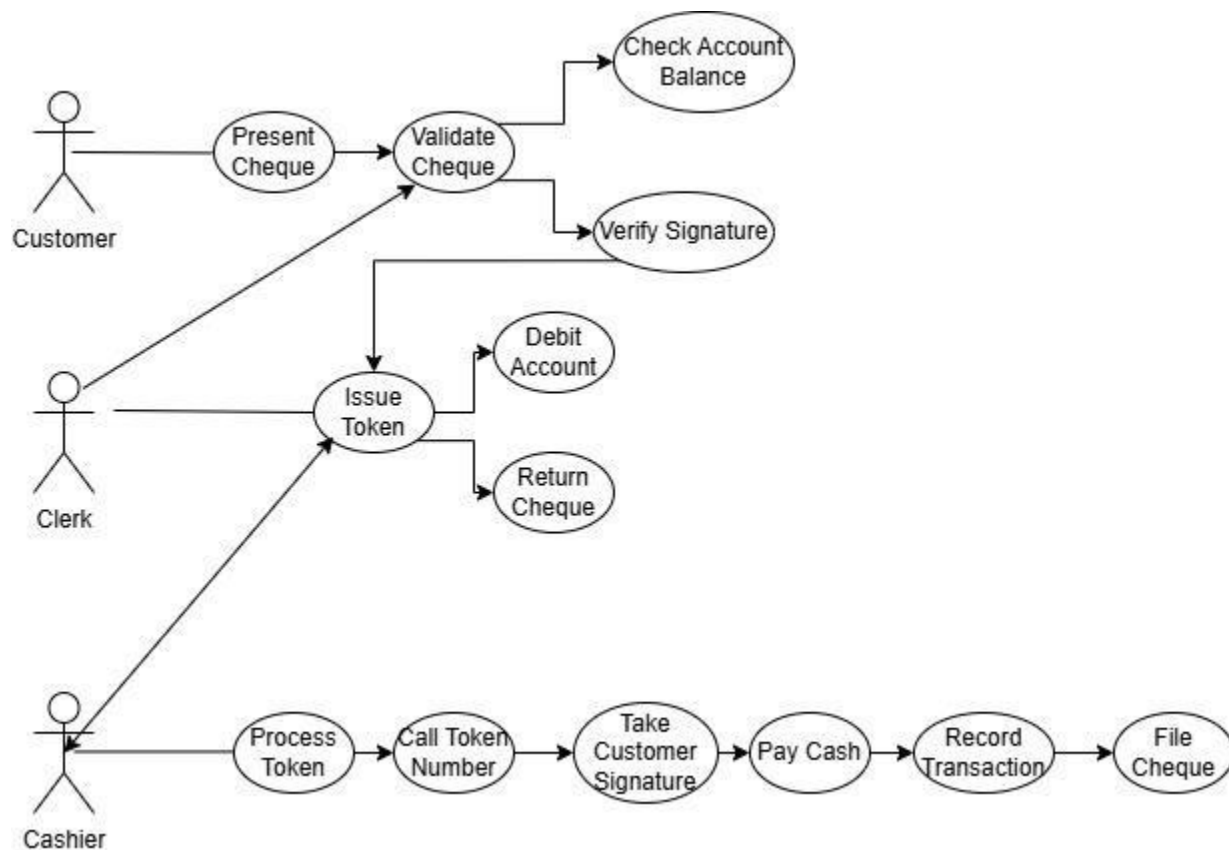 Check Account
Balance
Present
Cheque
Validate
Cheque
Customer
Verify Signature
Debit
Account
Issue
Token
Return
Cheque
Clerk
Process
Token
Call Token
Number
Take
Customer
Signature
Pay Cash
Record
Transaction
File
Cheque
Cashier